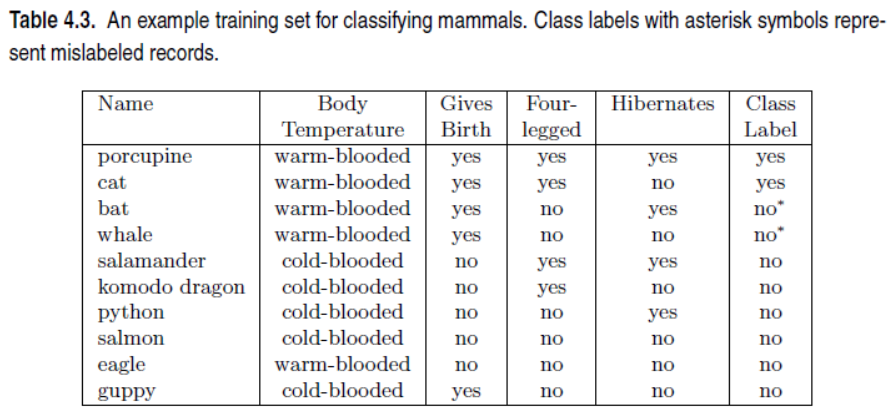 Table 4.3. An example training set for classifying mammals. Class labels with asterisk symbols repre-
sent mislabeled records.
Name Body Gives Four- Hibernates Class
Temperature Birth legged Label
porcupine warm-blooded yes yes yes yes
cat warm-blooded yes yes no yes
bat warm-blooded yes no yes no*
whale warm-blooded yes no no no*
salamander cold-blooded no yes yes no
komodo dragon cold-blooded no yes no no
python cold-blooded no no yes no
salmon cold-blooded no no no no
eagle warm-blooded no no no no
guppy cold-blooded yes no no no